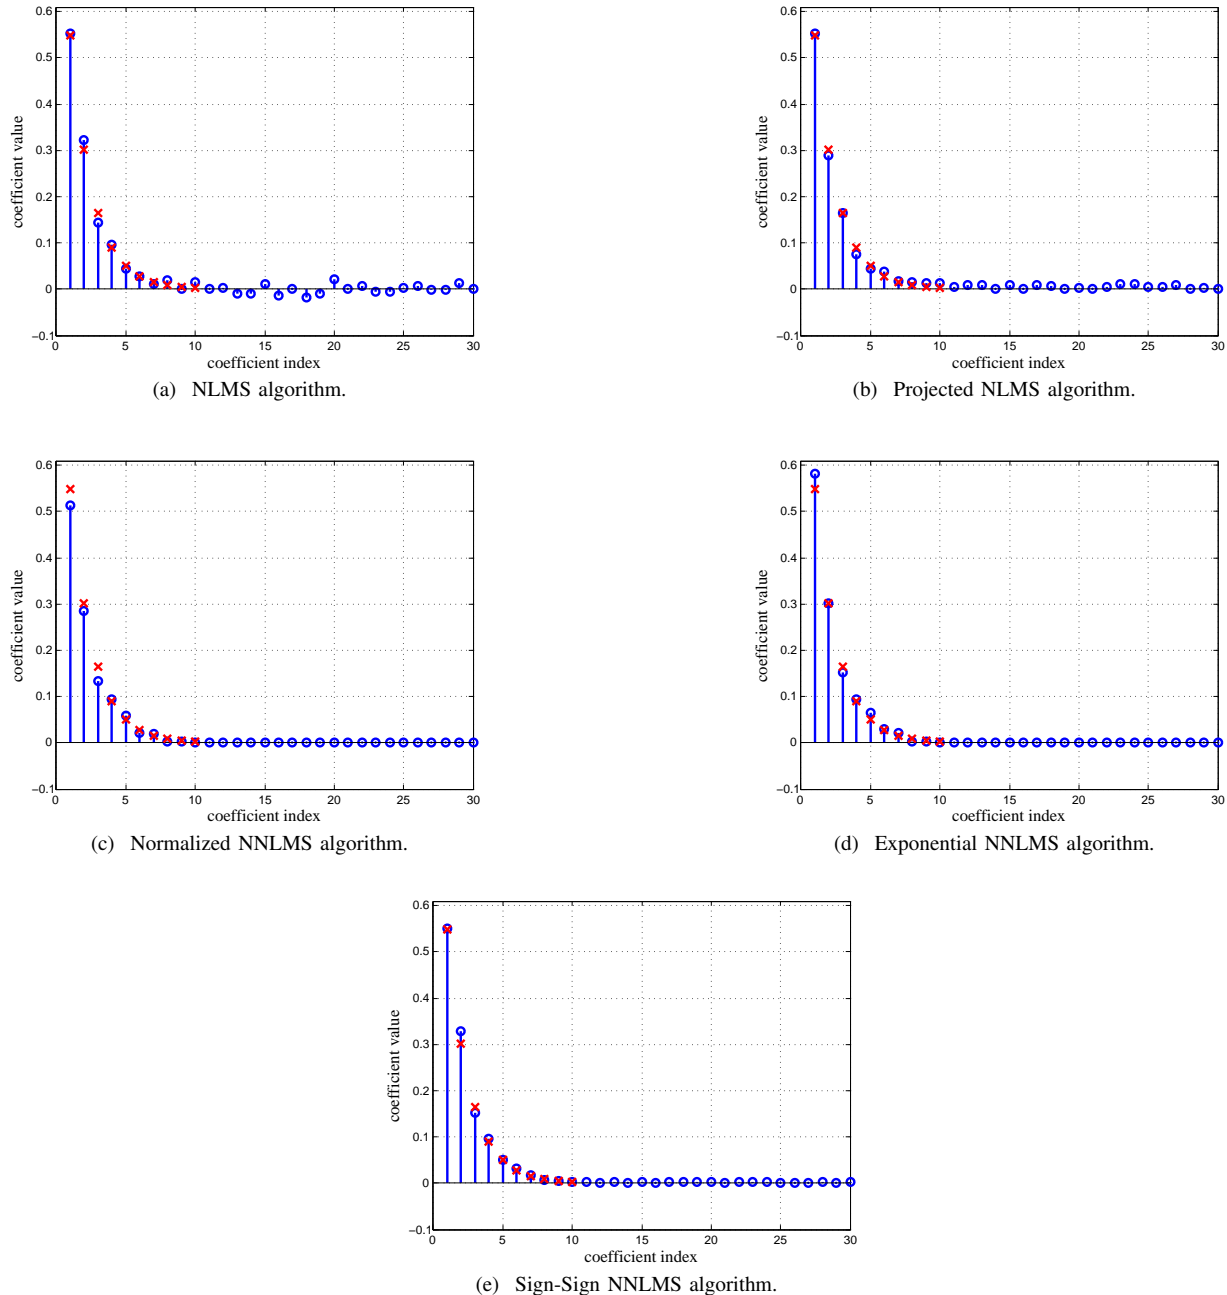 0.6
0.5
0.4
0.3
0.2
0.1
0
−0.1
0 5 10 15 20 25 30
coefficient value
coefficient index
(a) NLMS algorithm.
0.6
0.5
0.4
0.3
0.2
0.1
0
−0.1
0 5 10 15 20 25 30
coefficient value
coefficient index
(b) Projected NLMS algorithm.
0.6
0.5
0.4
0.3
0.2
0.1
0
−0.1
0 5 10 15 20 25 30
coefficient value
coefficient index
(c) Normalized NNLMS algorithm.
0.6
0.5
0.4
0.3
0.2
0.1
0
−0.1
0 5 10 15 20 25 30
coefficient value
coefficient index
(d) Exponential NNLMS algorithm.
0.6
0.5
0.4
0.3
0.2
0.1
0
−0.1
0 5 10 15 20 25 30
coefficient value
coefficient index
(e) Sign-Sign NNLMS algorithm.